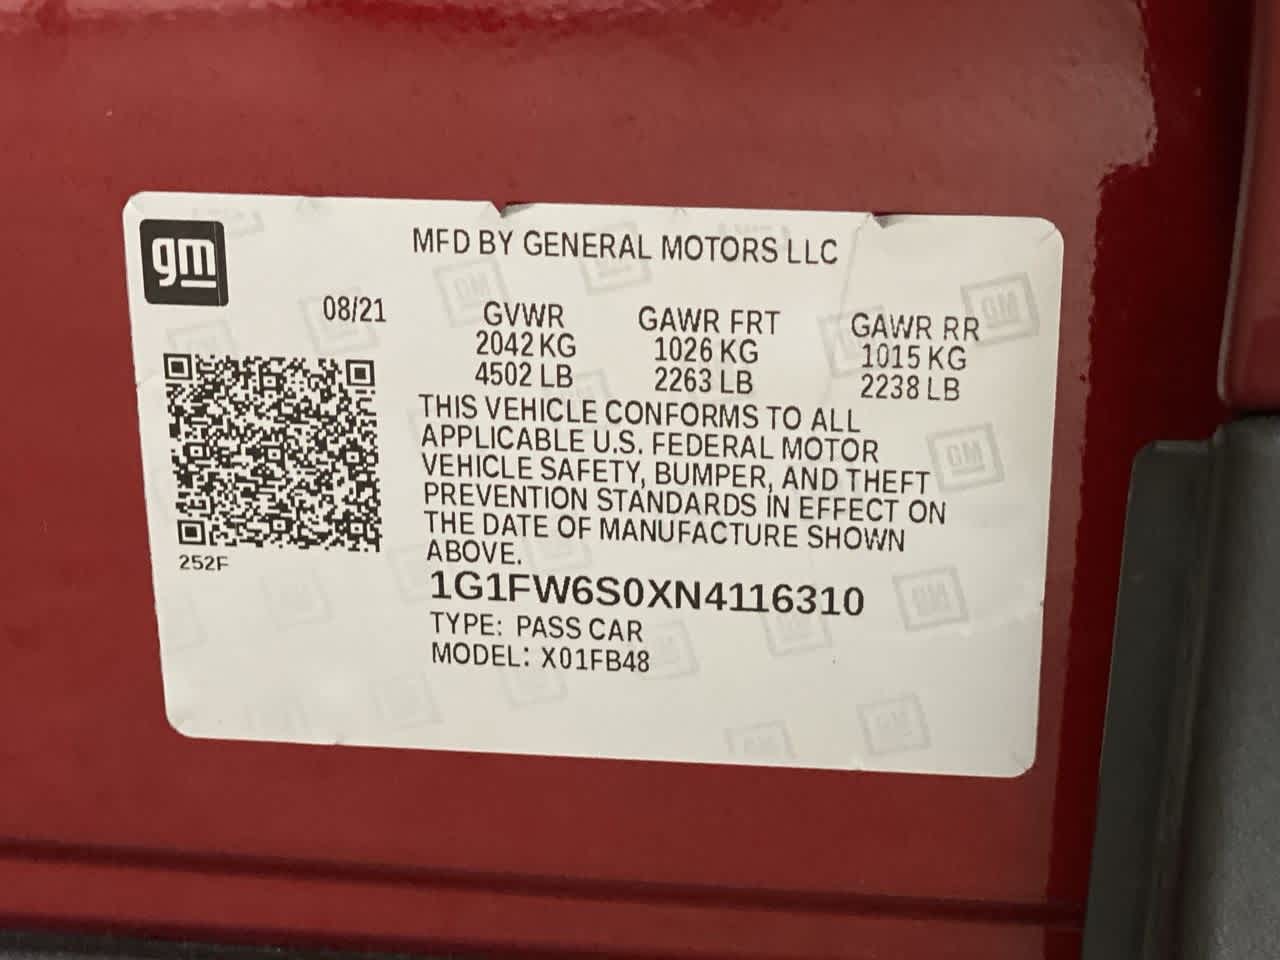 gm
MFD BY GENERAL MOTORS LLC
08/21
GVWR
2042 KG
4502 LB
GAWR FRT
1026 KG
2263 LB
GAWR RR
1015 KG
2238 LB
THIS VEHICLE CONFORMS TO ALL
APPLICABLE U.S. FEDERAL MOTOR
VEHICLE SAFETY, BUMPER, AND THEFT
PREVENTION STANDARDS IN EFFECT ON
THE DATE OF MANUFACTURE SHOWN
ABOVE.
252F
1G1FW6S0XN4116310
TYPE: PASS CAR
MODEL: X01FB48